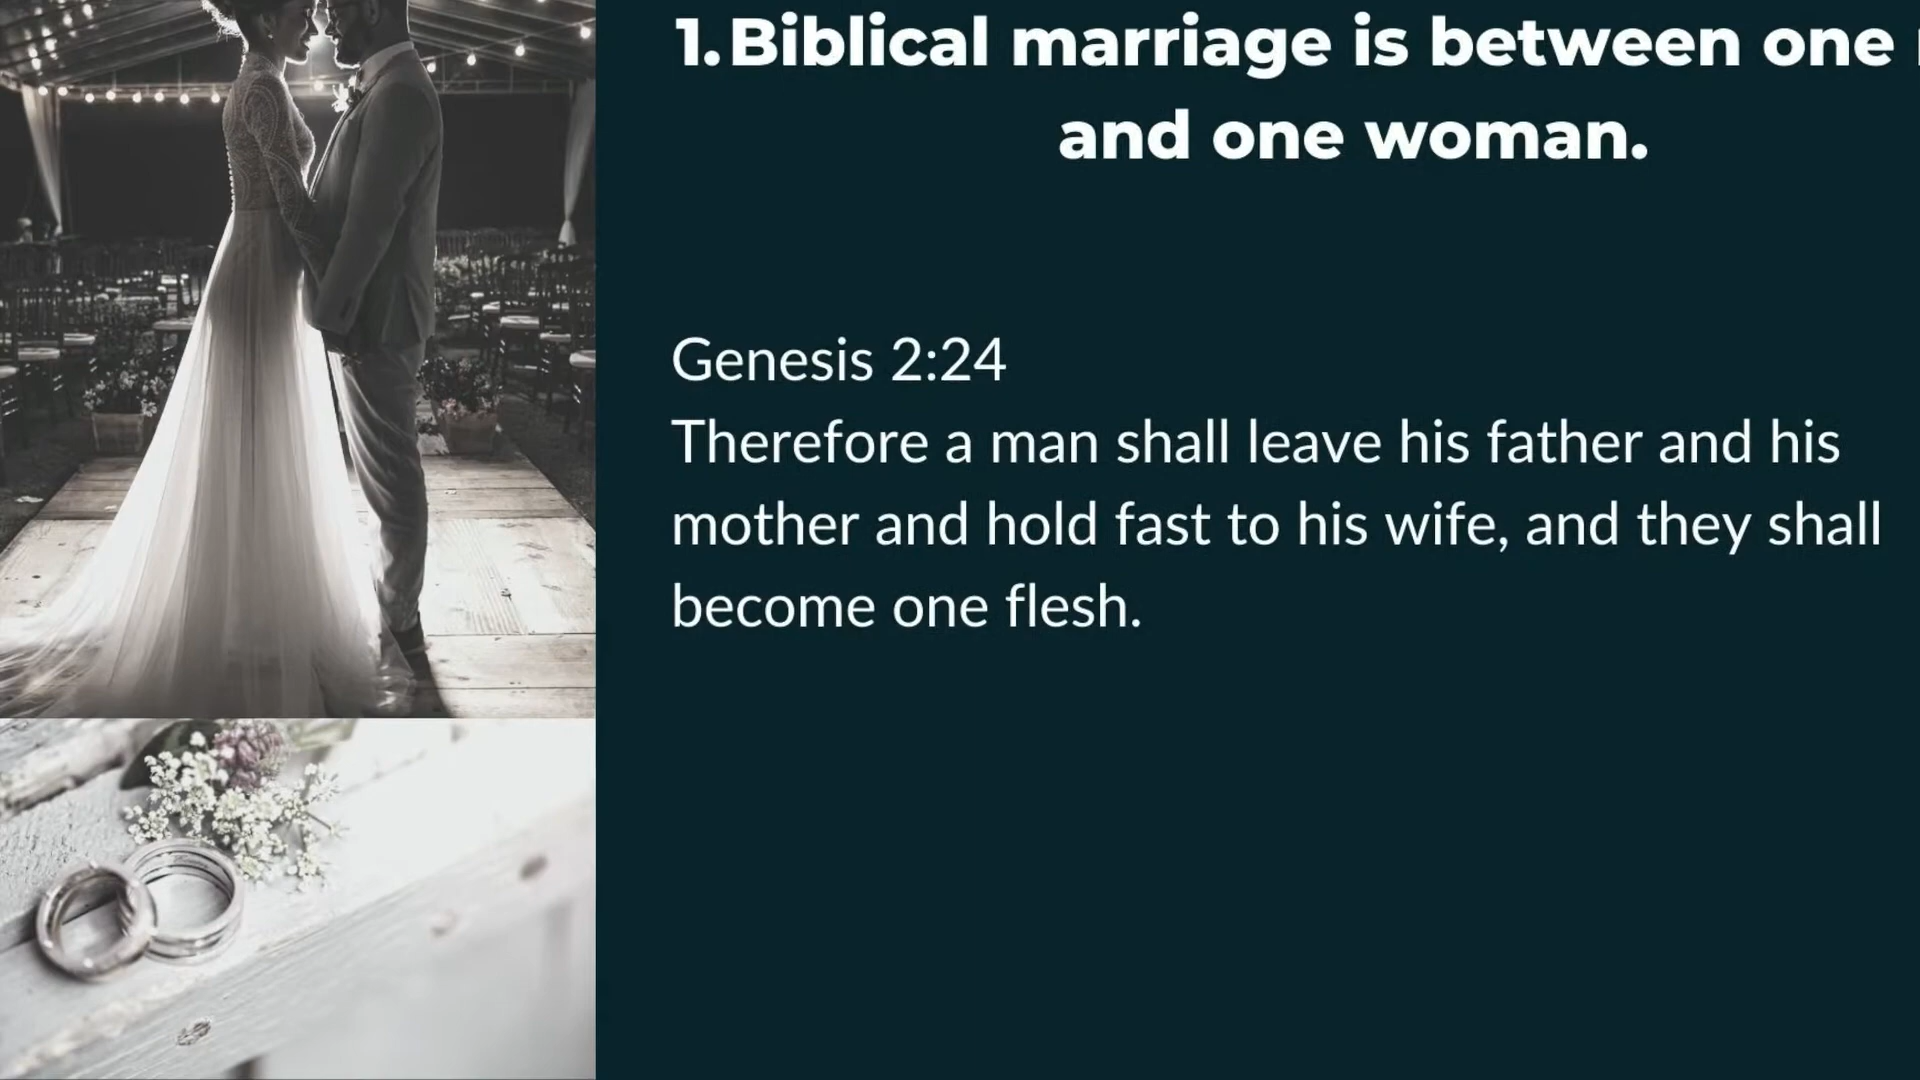 1. Biblical marriage is between one
and one woman.
Genesis 2:24
Therefore a man shall leave his father and his
mother and hold fast to his wife, and they shall
become one flesh.